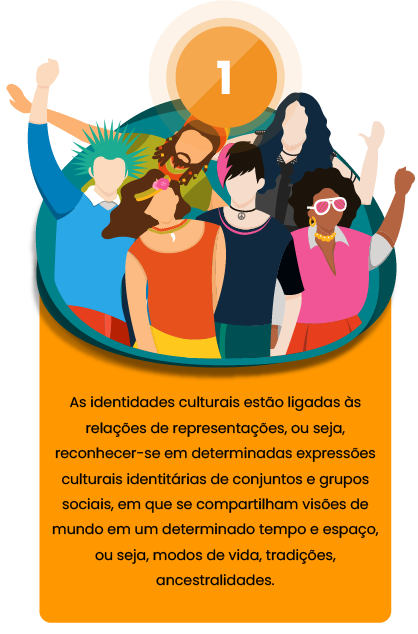 1
As identidades culturais estão ligadas às
relações de representações, ou seja,
reconhecer-se em determinadas expressões
culturais identitárias de conjuntos e grupos
sociais, em que se compartilham visões de
mundo em um determinado tempo e espaço,
ou seja, modos de vida, tradições,
ancestralidades.